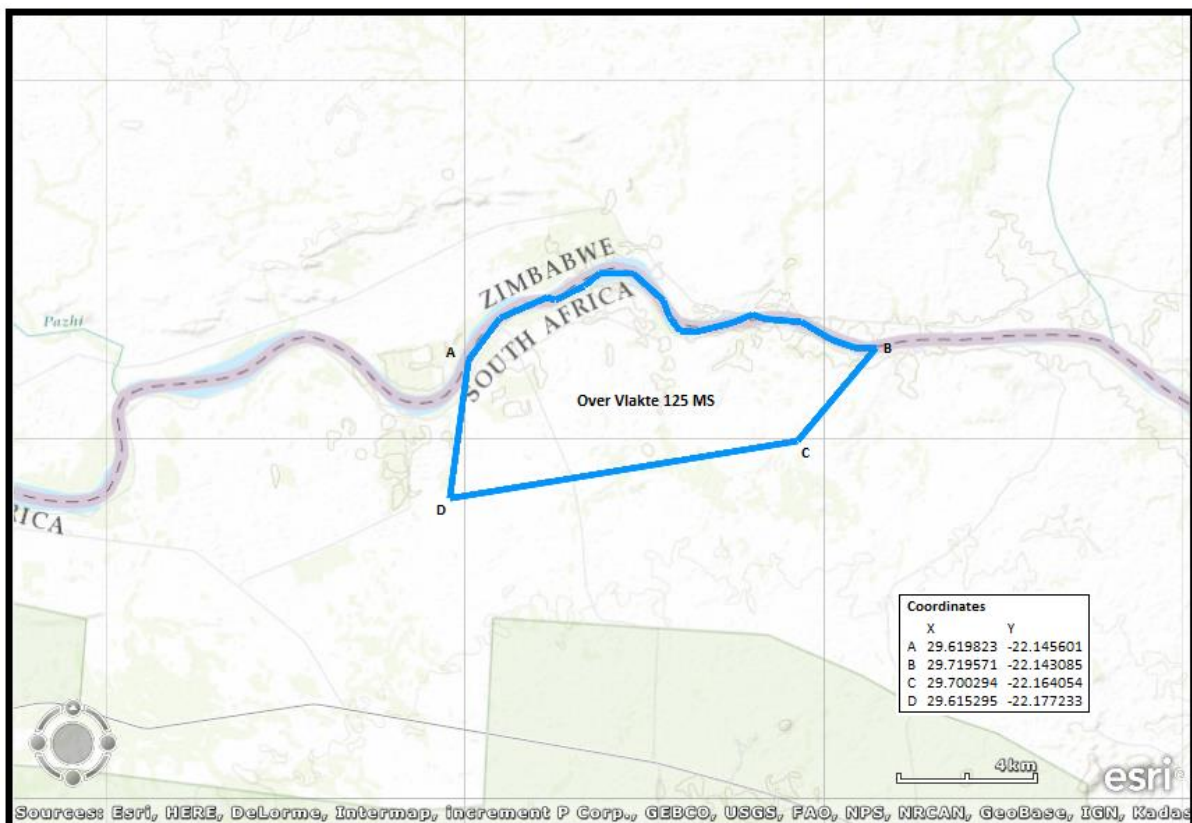 Pazhi
ZIMBABWE
SOUTH AFRICA
A
B
Over Vlakte 125 MS
C
D
RICA
Coordinates
X Y
A 29.619823 -22.145601
B 29.719571 -22.143085
C 29.700294 -22.164054
D 29.615295 -22.177233
4km
esri
Sources: Esri, HERE, DeLorme, Intermap, increment P Corp., GEBCO, USGS, FAO, NPS, NRCAN, GeoBase, IGN, Kadas